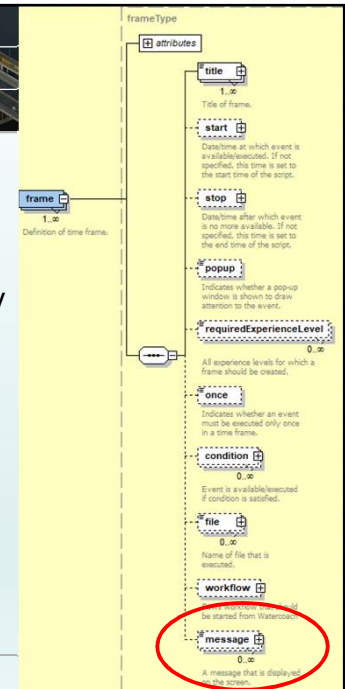 frameType
attributes
title
1..∞
Title of frame.
start
Date/time at which event is
available/executed. If not
specified, this time is set to
the start time of the script.
frame
1..∞
Definition of time frame.
stop
Date/time after which event
is no more available. If not
specified, this time is set to
the end time of the script.
popup
Indicates whether a pop-up
window is shown to draw
attention to the event.
requiredExperienceLevel
0..∞
All experience levels for which a
frame should be created.
once
Indicates whether an event
must be executed only once
in a time frame.
condition
0..∞
Event is available/executed
if condition is satisfied.
file
0..∞
Name of file that is
executed.
workflow
workflow that should
be started from Watercoach
message
0..∞
A message that is displayed
on the screen.